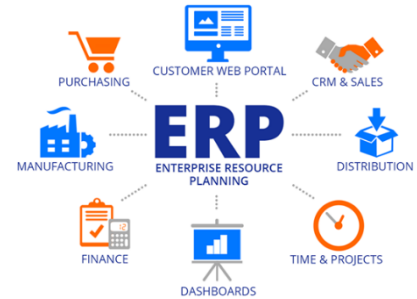 CUSTOMER WEB PORTAL
PURCHASING
CRM & SALES
ERP
ENTERPRISE RESOURCE
PLANNING
MANUFACTURING
DISTRIBUTION
FINANCE
TIME & PROJECTS
DASHBOARDS